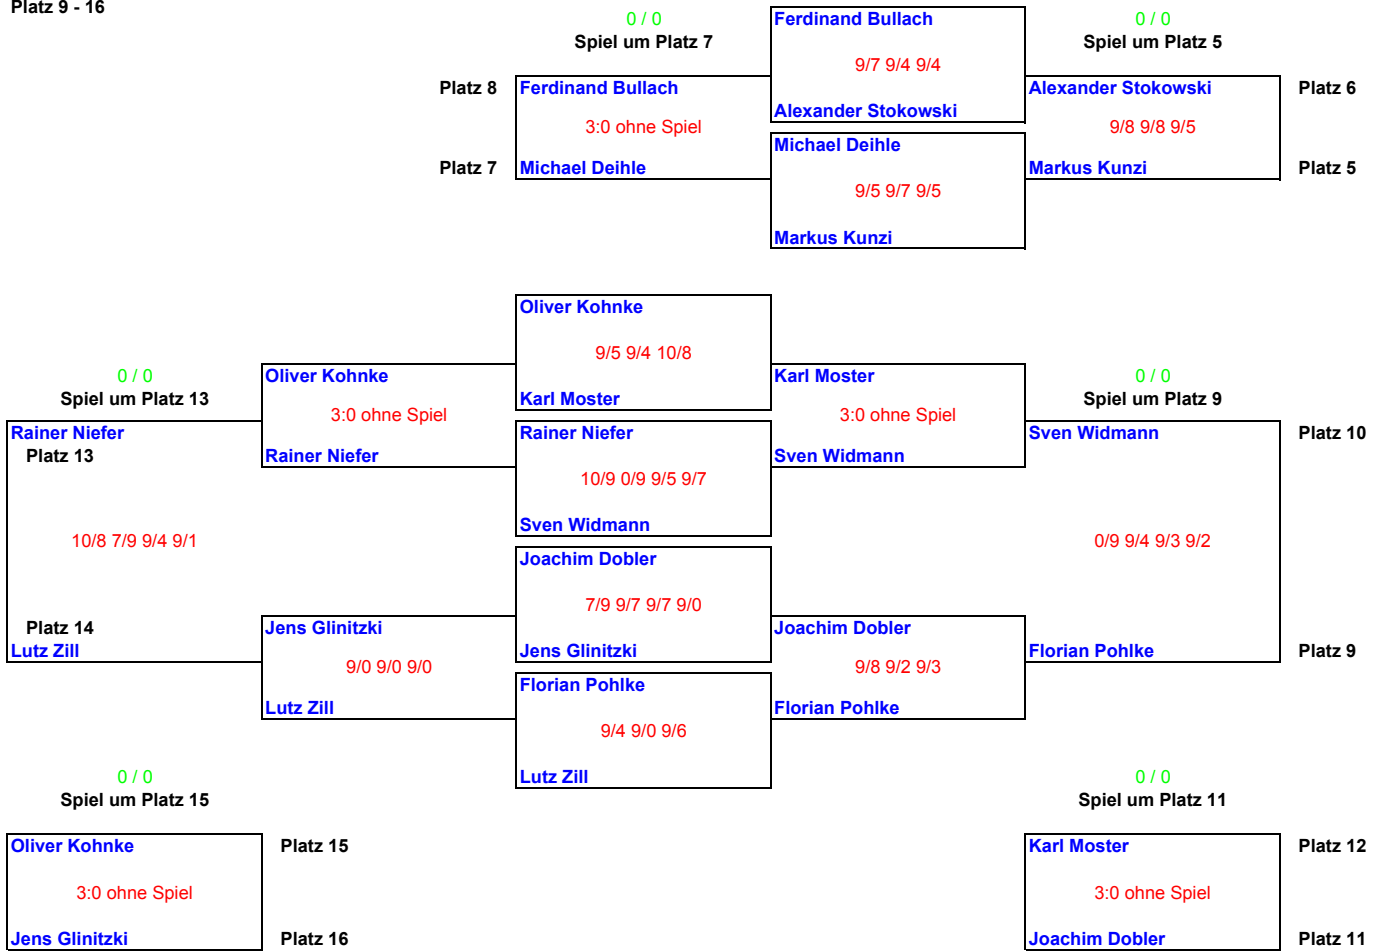 Platz 9 - 16
0 / 0 Ferdinand Bullach 0 / 0
Spiel um Platz 7 Spiel um Platz 5
9/7 9/4 9/4
Platz 8 Ferdinand Bullach Alexander Stokowski Platz 6
Alexander Stokowski
3:0 ohne Spiel 9/8 9/8 9/5
Michael Deihle
Platz 7 Michael Deihle Markus Kunzi Platz 5
9/5 9/7 9/5
Markus Kunzi
Oliver Kohnke
9/5 9/4 10/8
0 / 0 Oliver Kohnke Karl Moster 0 / 0
Spiel um Platz 13 Karl Moster Spiel um Platz 9
3:0 ohne Spiel 3:0 ohne Spiel
Rainer Niefer Rainer Niefer Sven Widmann Platz 10
Platz 13 Rainer Niefer Sven Widmann
10/9 0/9 9/5 9/7
Sven Widmann
10/8 7/9 9/4 9/1 0/9 9/4 9/3 9/2
Joachim Dobler
7/9 9/7 9/7 9/0
Platz 14 Jens Glinitzki Joachim Dobler
Lutz Zill Jens Glinitzki Florian Pohlke Platz 9
9/0 9/0 9/0 9/8 9/2 9/3
Florian Pohlke
Lutz Zill Florian Pohlke
9/4 9/0 9/6
0 / 0 Lutz Zill 0 / 0
Spiel um Platz 15 Spiel um Platz 11
Oliver Kohnke Platz 15 Karl Moster Platz 12
3:0 ohne Spiel 3:0 ohne Spiel
Jens Glinitzki Platz 16 Joachim Dobler Platz 11